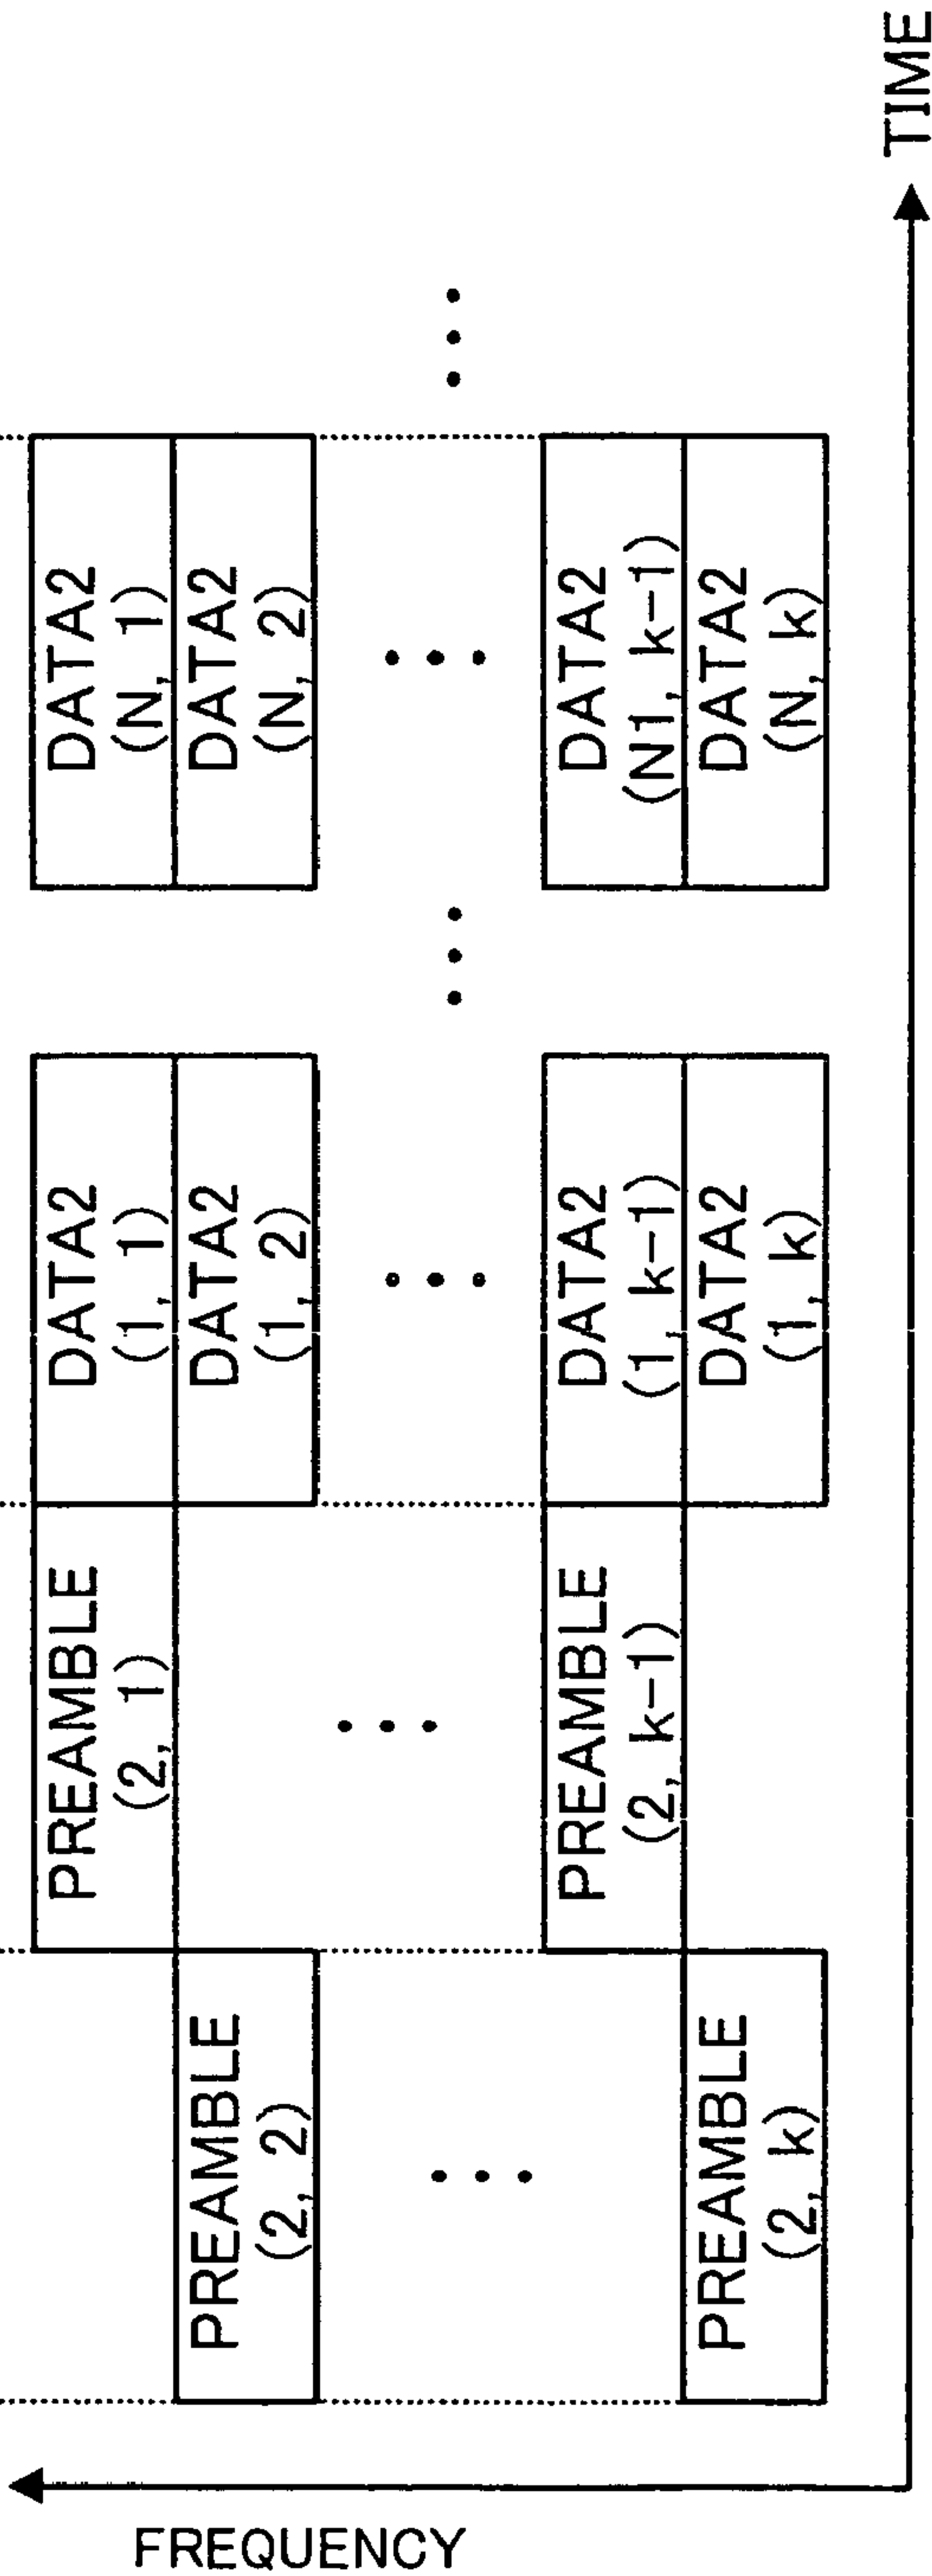 FREQUENCY
PREAMBLE
(2, 2)
PREAMBLE
(2, k)
PREAMBLE
(2, 1)
PREAMBLE
(2, k-1)
DATA2
(1, 1)
DATA2
(1, 2)
DATA2
(1, k-1)
DATA2
(1, k)
DATA2
(N, 1)
DATA2
(N, 2)
DATA2
(N1, k-1)
DATA2
(N, k)
TIME